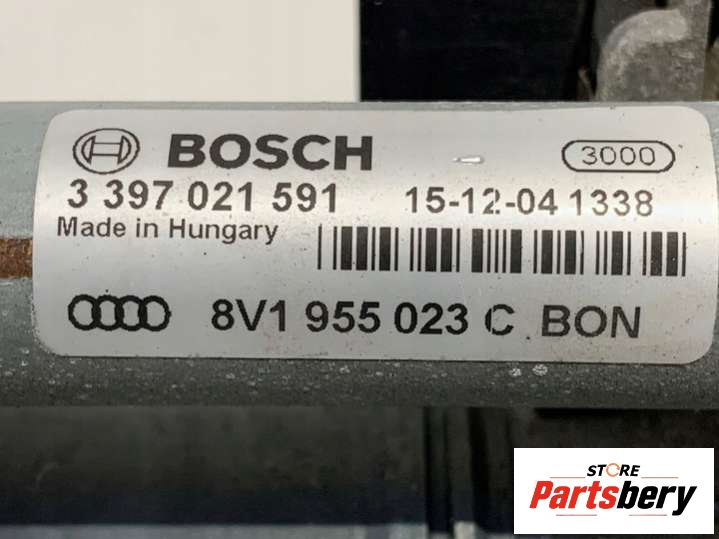 BOSCH 3000
3 397 021 591 15-12-04 1338
Made in Hungary
8V1 955 023 C BON
STORE
Partsbery